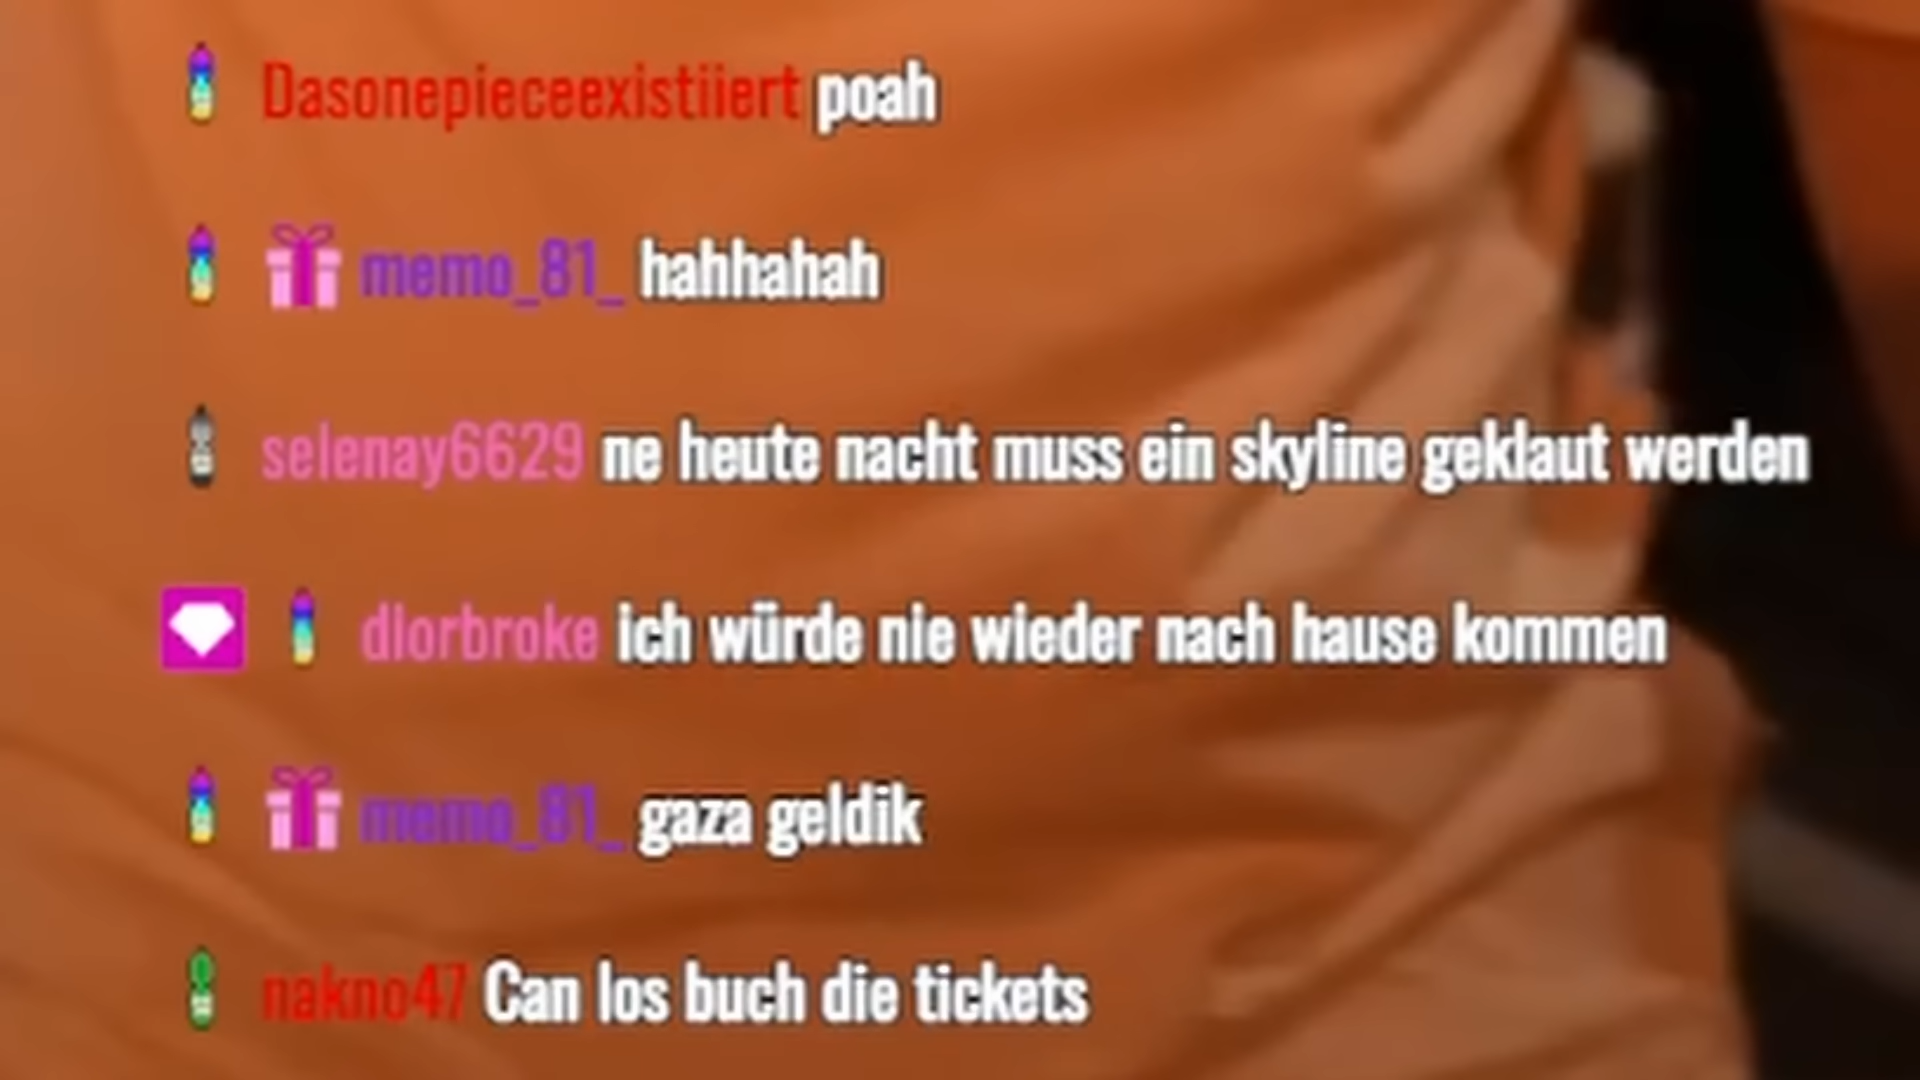 Dasonepieceexistiiert poah
memo_81_ hahhahah
selenay6629 ne heute nacht muss ein skyline geklaut werden
diorbroke ich würde nie wieder nach hause kommen
memo_81_ gaza geldik
nakno47 Can los buch die tickets